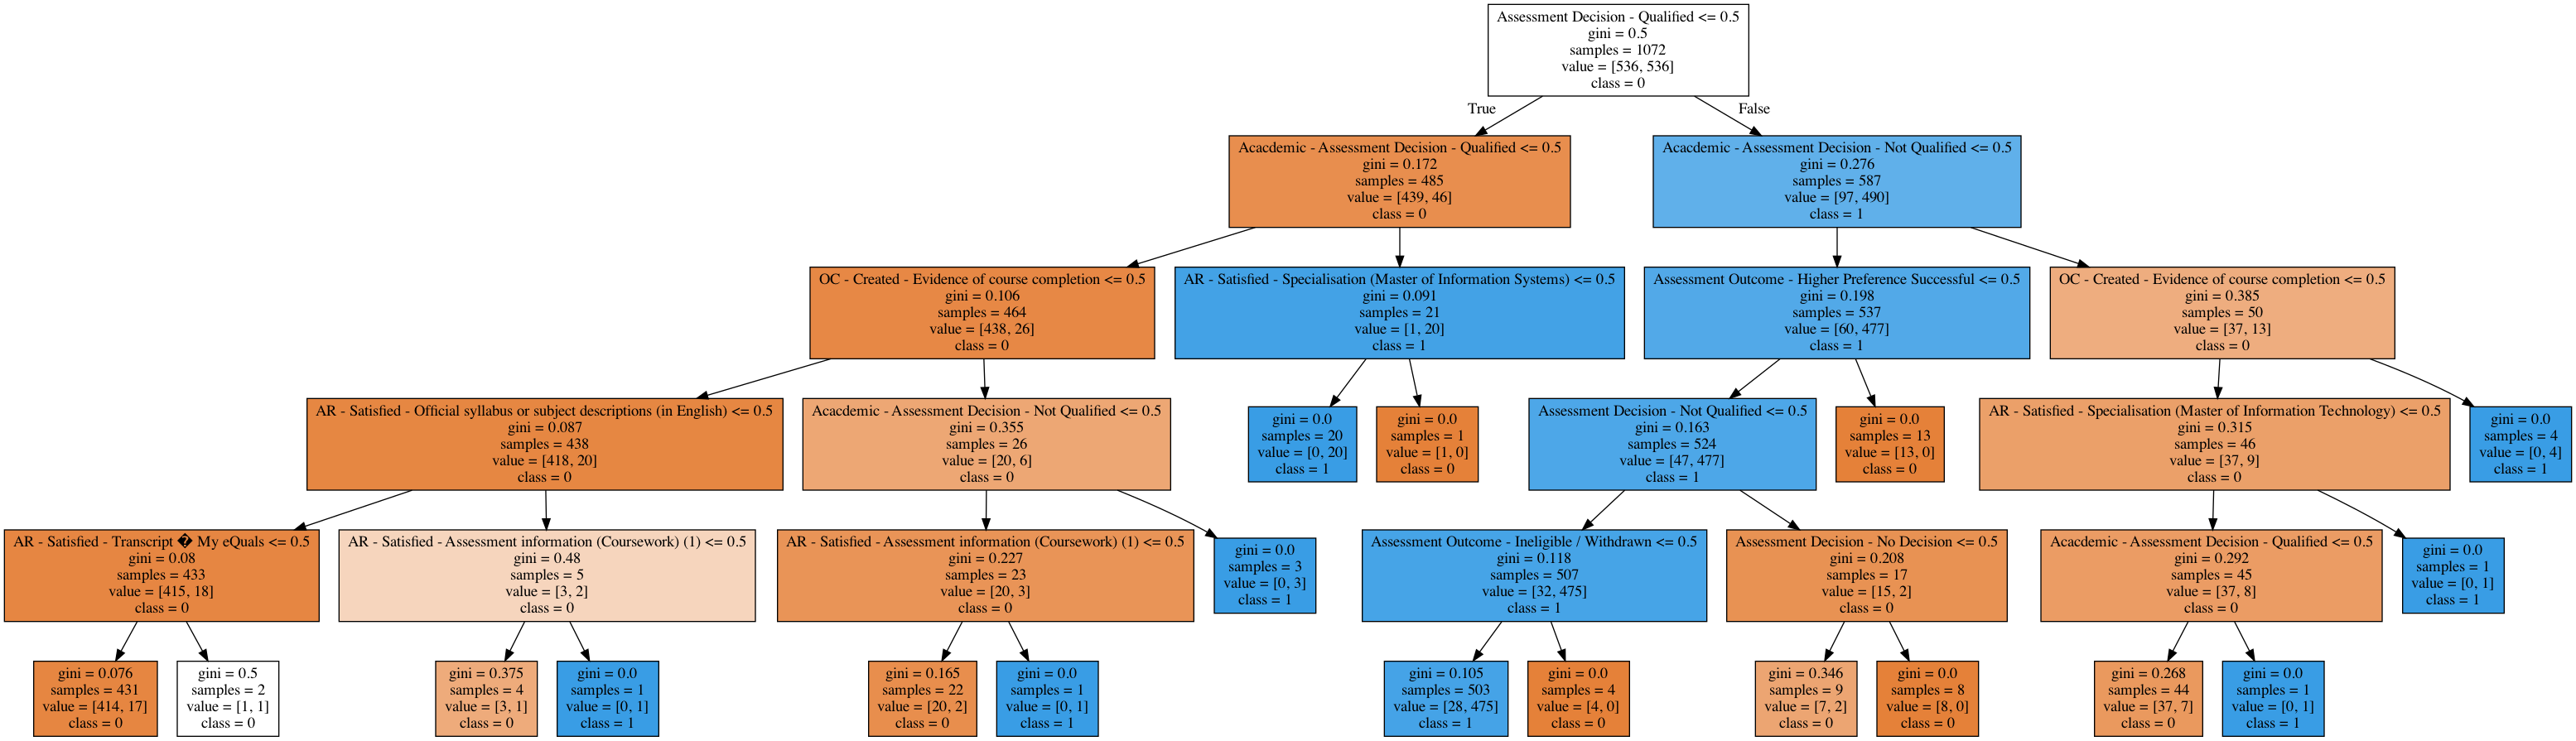 Assessment Decision - Qualified <= 0.5
gini = 0.5
samples = 1072
value = [536, 536]
class = 0
True
False
Acacdemic - Assessment Decision - Qualified <= 0.5
gini = 0.172
samples = 485
value = [439, 46]
class = 0
Acacdemic - Assessment Decision - Not Qualified <= 0.5
gini = 0.276
samples = 587
value = [97, 490]
class = 1
OC - Created - Evidence of course completion <= 0.5
gini = 0.106
samples = 464
value = [438, 26]
class = 0
AR - Satisfied - Specialisation (Master of Information Systems) <= 0.5
gini = 0.091
samples = 21
value = [1, 20]
class = 1
Assessment Outcome - Higher Preference Successful <= 0.5
gini = 0.198
samples = 537
value = [60, 477]
class = 1
OC - Created - Evidence of course completion <= 0.5
gini = 0.385
samples = 50
value = [37, 13]
class = 0
AR - Satisfied - Official syllabus or subject descriptions (in English) <= 0.5
gini = 0.087
samples = 438
value = [418, 20]
class = 0
Acacdemic - Assessment Decision - Not Qualified <= 0.5
gini = 0.355
samples = 26
value = [20, 6]
class = 0
gini = 0.0
samples = 20
value = [0, 20]
class = 1
gini = 0.0
samples = 1
value = [1, 0]
class = 0
Assessment Decision - Not Qualified <= 0.5
gini = 0.163
samples = 524
value = [47, 477]
class = 1
gini = 0.0
samples = 13
value = [13, 0]
class = 0
AR - Satisfied - Specialisation (Master of Information Technology) <= 0.5
gini = 0.315
samples = 46
value = [37, 9]
class = 0
gini = 0.0
samples = 4
value = [0, 4]
class = 1
AR - Satisfied - Transcript � My eQuals <= 0.5
gini = 0.08
samples = 433
value = [415, 18]
class = 0
AR - Satisfied - Assessment information (Coursework) (1) <= 0.5
gini = 0.48
samples = 5
value = [3, 2]
class = 0
AR - Satisfied - Assessment information (Coursework) (1) <= 0.5
gini = 0.227
samples = 23
value = [20, 3]
class = 0
gini = 0.0
samples = 3
value = [0, 3]
class = 1
Assessment Outcome - Ineligible / Withdrawn <= 0.5
gini = 0.118
samples = 507
value = [32, 475]
class = 1
Assessment Decision - No Decision <= 0.5
gini = 0.208
samples = 17
value = [15, 2]
class = 0
Acacdemic - Assessment Decision - Qualified <= 0.5
gini = 0.292
samples = 45
value = [37, 8]
class = 0
gini = 0.0
samples = 1
value = [0, 1]
class = 1
gini = 0.076
samples = 431
value = [414, 17]
class = 0
gini = 0.5
samples = 2
value = [1, 1]
class = 0
gini = 0.375
samples = 4
value = [3, 1]
class = 0
gini = 0.0
samples = 1
value = [0, 1]
class = 1
gini = 0.165
samples = 22
value = [20, 2]
class = 0
gini = 0.0
samples = 1
value = [0, 1]
class = 1
gini = 0.105
samples = 503
value = [28, 475]
class = 1
gini = 0.0
samples = 4
value = [4, 0]
class = 0
gini = 0.346
samples = 9
value = [7, 2]
class = 0
gini = 0.0
samples = 8
value = [8, 0]
class = 0
gini = 0.268
samples = 44
value = [37, 7]
class = 0
gini = 0.0
samples = 1
value = [0, 1]
class = 1